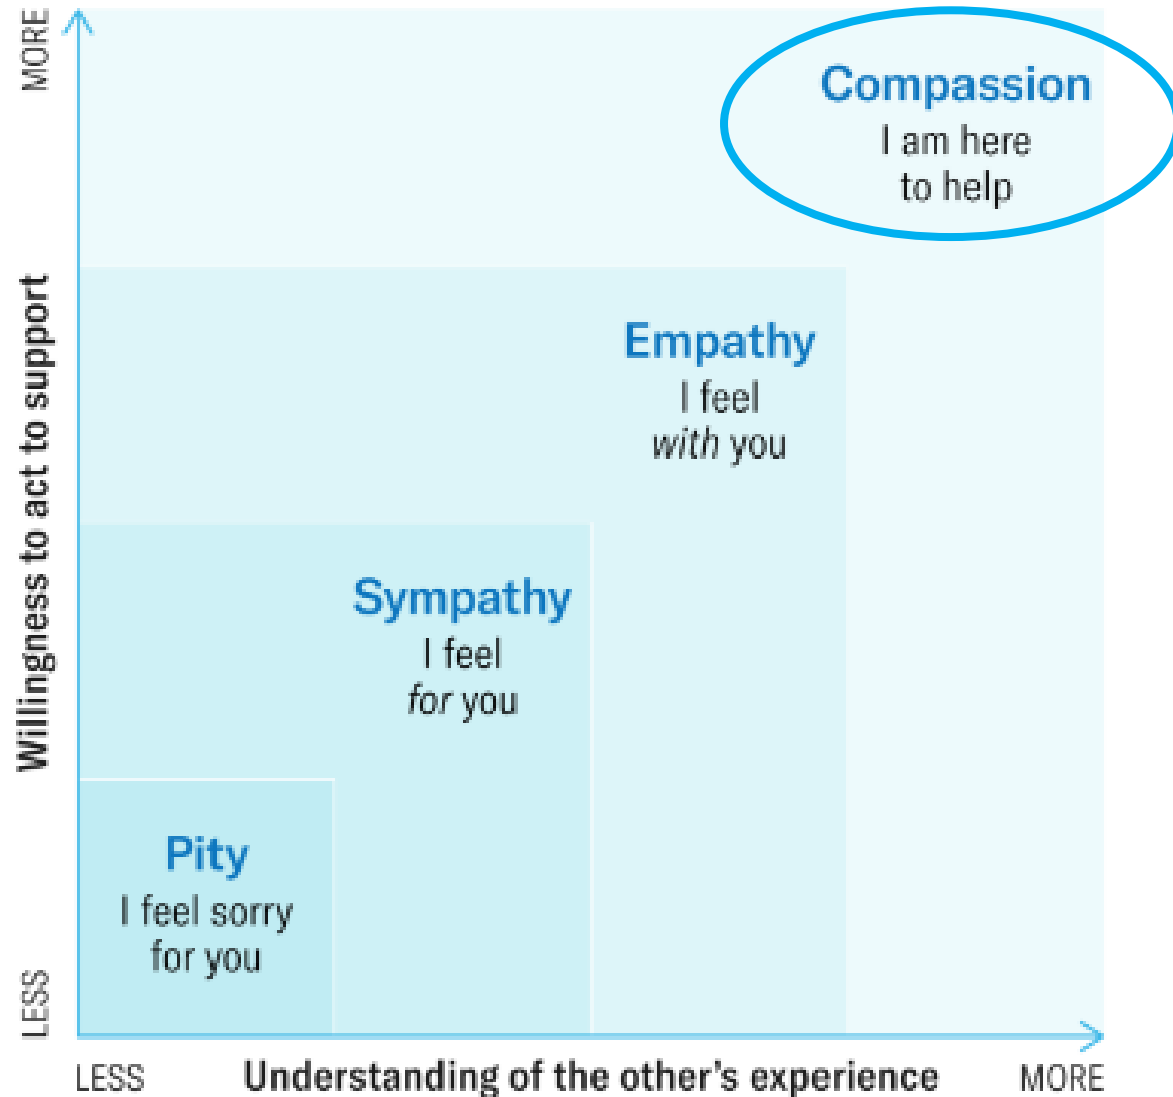 MORE
Compassion
I am here
to help
Willingness to act to support
Empathy
I feel
with you
Sympathy
I feel
for you
Pity
I feel sorry
for you
LESS
LESS Understanding of the other's experience MORE